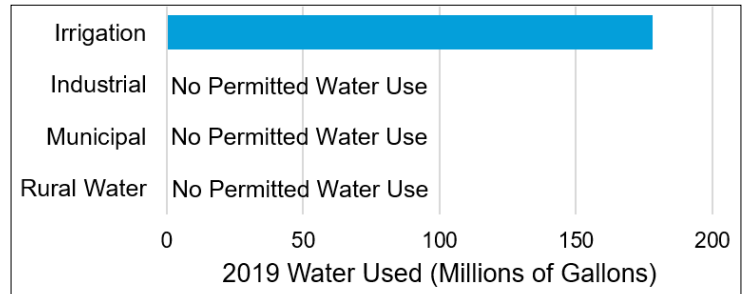 Irrigation
Industrial No Permitted Water Use
Municipal No Permitted Water Use
Rural Water No Permitted Water Use
0 50 100 150 200
2019 Water Used (Millions of Gallons)